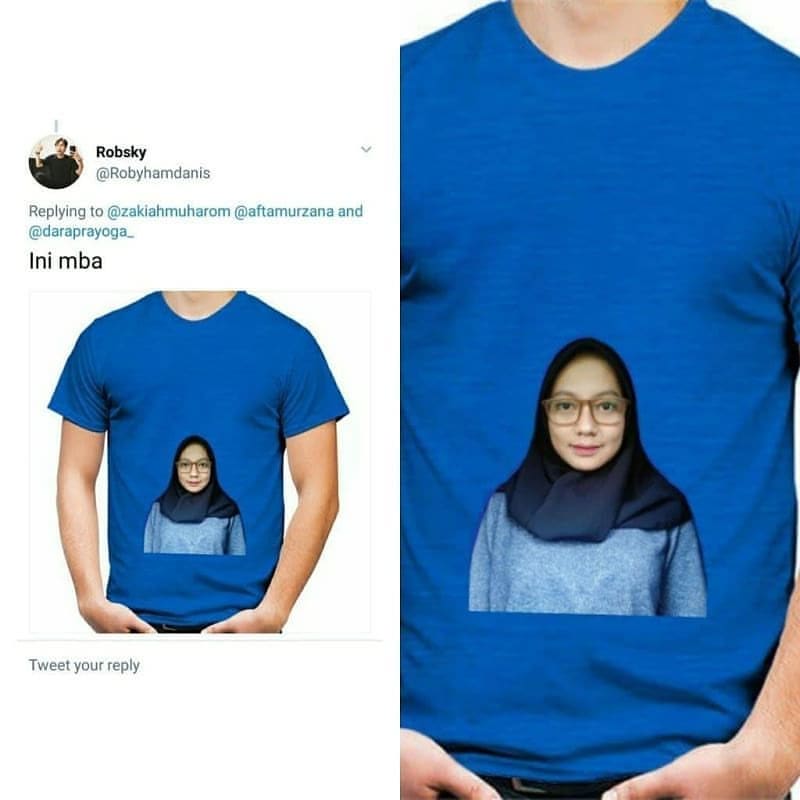 Robsky
@Robyhamdanis
Replying to @zakiahmuharom @aftamurzana and
@daraprayoga_
Ini mba
Tweet your reply